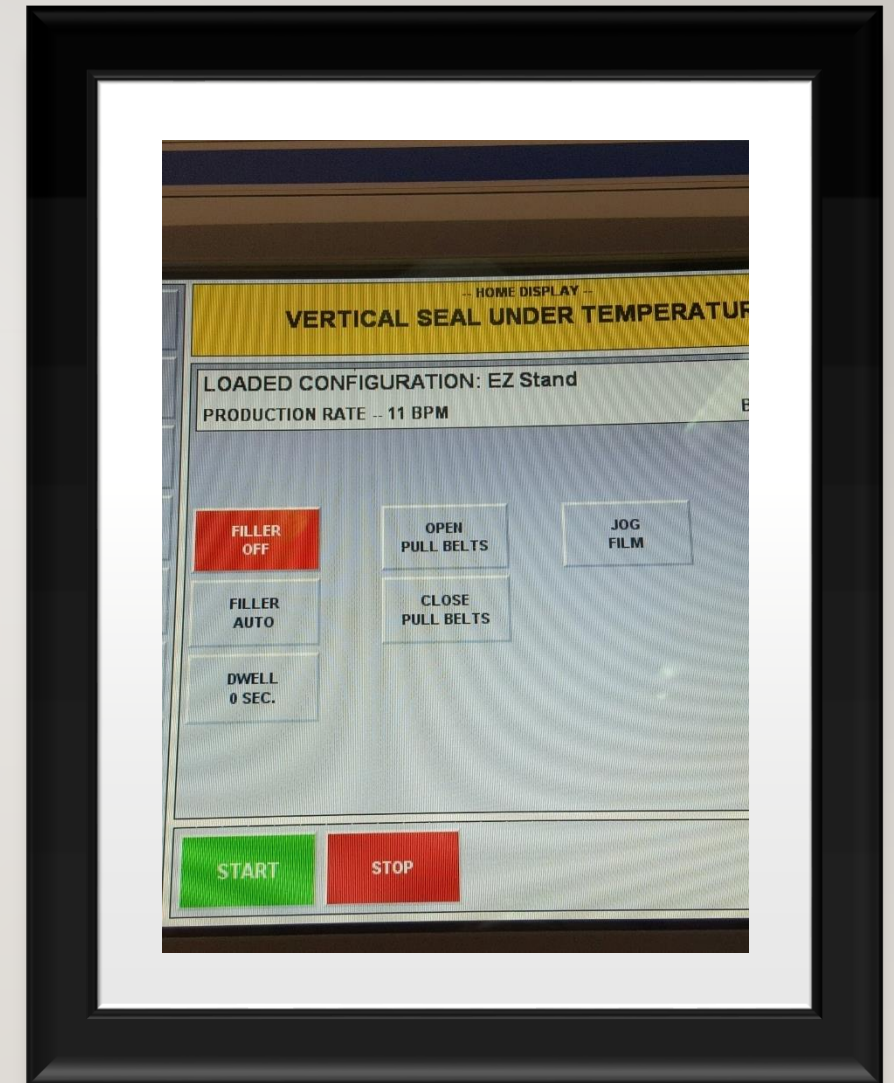 -- HOME DISPLAY --
VERTICAL SEAL UNDER
LOADED CONFIGURATION: EZ Stand
PRODUCTION RATE -- 11 BPM
FILLER
OFF
OPEN
PULL BELTS
JOG
FILM
FILLER
AUTO
CLOSE
PULL BELTS
DWELL
0 SEC.
START
STOP